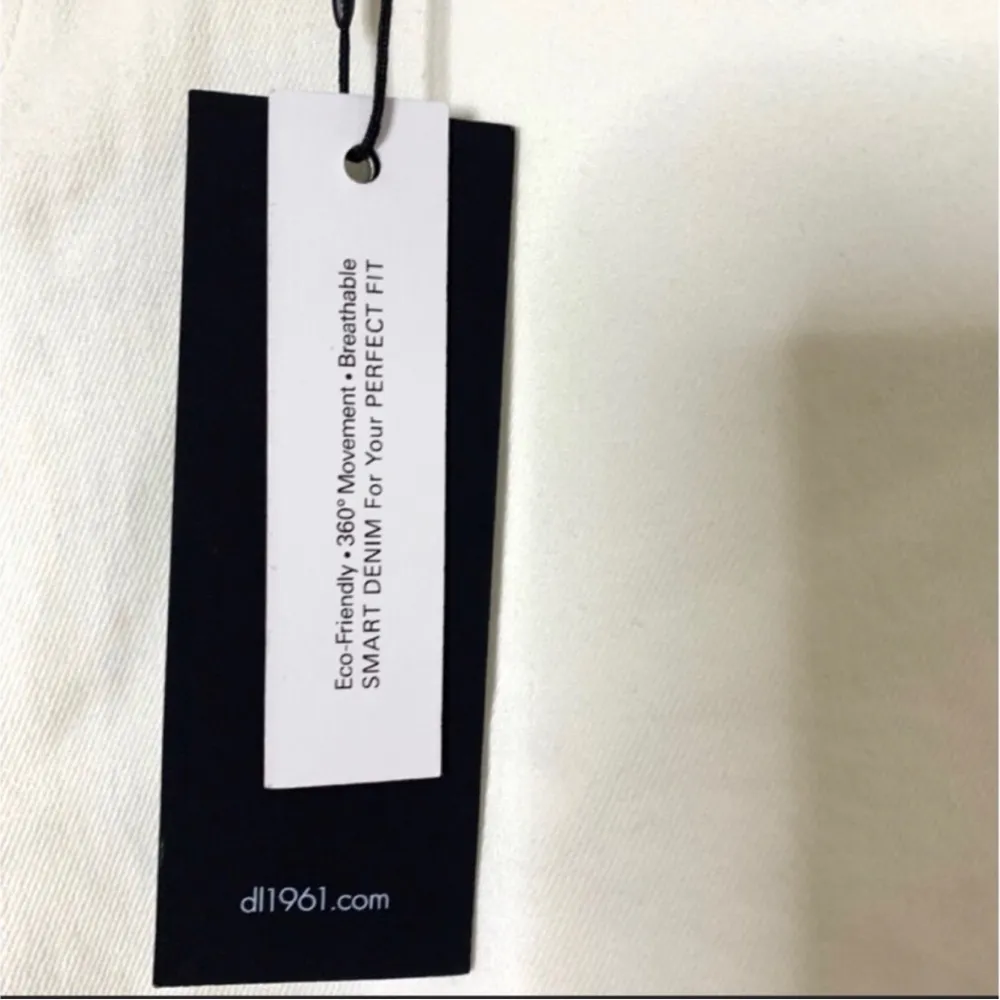 Eco-Friendly • 360° Movement • Breathable
SMART DENIM For Your PERFECT FIT
dl1961.com